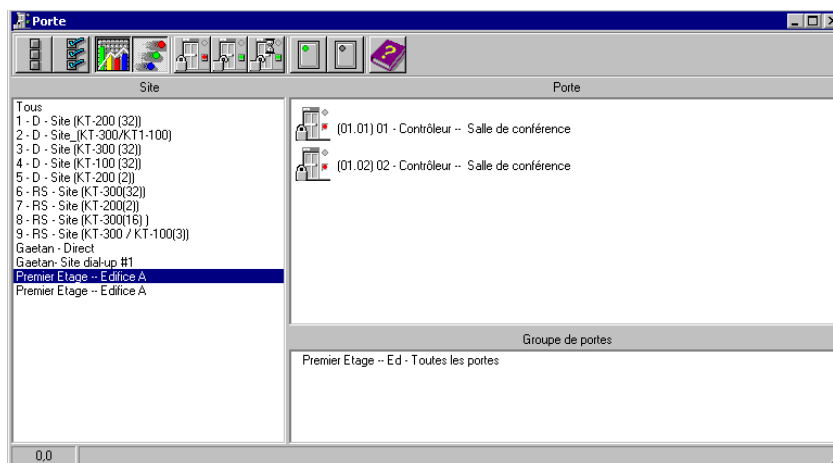 Porte
Site
Porte
Tous
1 - D - Site (KT-200 (32))
2 - D - Site_(KT-300/KT1-100)
3 - D - Site (KT-300 (32))
4 - D - Site (KT-100 (32))
5 - D - Site (KT-200 (2))
6 - RS - Site (KT-300(32))
7 - RS - Site (KT-200(2))
8 - RS - Site (KT-300(16) )
9 - RS - Site (KT-300 / KT-100(3))
Gaetan - Direct
Gaetan- Site dial-up #1
Premier Etage -- Edifice A
Premier Etage -- Edifice A
(01.01) 01 - Contrôleur -- Salle de conférence
(01.02) 02 - Contrôleur -- Salle de conférence
Groupe de portes
Premier Etage -- Ed - Toutes les portes
0,0